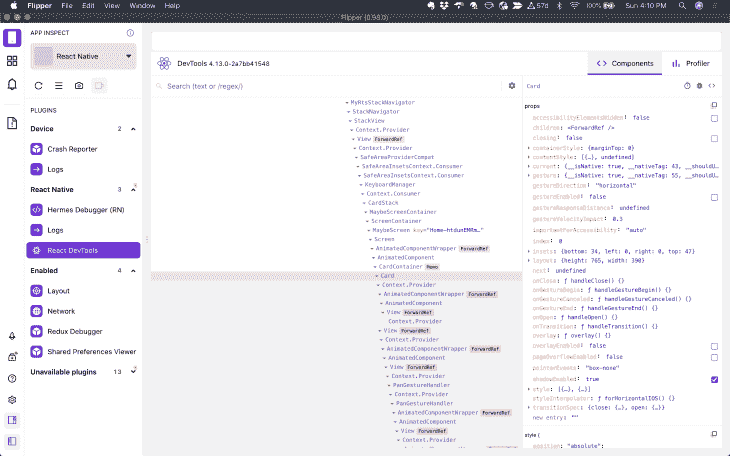 Flipper File Edit View Window Help
57d 100% Sun 4:10 PM
Flipper (0.98.0)
APP INSPECT
React Native
PLUGINS
Device 2
Crash Reporter
Logs
React Native 3
Hermes Debugger (RN)
Logs
React DevTools
Enabled 4
Layout
Network
Redux Debugger
Shared Preferences Viewer
Unavailable plugins 13
DevTools 4.13.0-2a7bb41548
Components
Profiler
Search (text or /regex/)
MyRtsStackNavigator
StackNavigator
StackView
Context.Provider
View ForwardRef
Context.Provider
SafeAreaProviderCompat
SafeAreaInsetsContext.Consumer
SafeAreaInsetsContext.Consumer
KeyboardManager
Context.Consumer
CardStack
MaybeScreenContainer
ScreenContainer
MaybeScreen
Screen
AnimatedComponentWrapper ForwardRef
AnimatedComponent
CardContainer Memo
Card
Context.Provider
AnimatedComponentWrapper ForwardRef
AnimatedComponent
View ForwardRef
Context.Provider
View ForwardRef
Context.Provider
AnimatedComponentWrapper ForwardRef
AnimatedComponent
View ForwardRef
Context.Provider
PanGestureHandler
Context.Provider
PanGestureHandler
AnimatedComponentWrapper ForwardRef
AnimatedComponent
View ForwardRef
Context.Provider
Card
props
accessibilityElementsHidden: false
children: <ForwardRef />
closing: false
containerStyle: {marginTop: 0}
contentStyle: [{…}, undefined]
current: {__isNative: true, __nativeTag: 43, __shouldU…
gesture: {__isNative: true, __nativeTag: 55, __shouldU…
gestureDirection: "horizontal"
gestureEnabled: false
gestureResponseDistance: undefined
gestureVelocityImpact: 0.3
importantForAccessibility: "auto"
index: 0
insets: {bottom: 34, left: 0, right: 0, top: 47}
layout: {height: 765, width: 390}
next: undefined
onClose: ƒ handleClose() {}
onGestureBegin: ƒ handleGestureBegin() {}
onGestureCanceled: ƒ handleGestureCanceled() {}
onGestureEnd: ƒ handleGestureEnd() {}
onOpen: ƒ handleOpen() {}
onTransition: ƒ handleTransition() {}
overlay: ƒ overlay() {}
overlayEnabled: false
pageOverflowEnabled: false
pointerEvents: "box-none"
shadowEnabled: true
style: [{…}, {…}]
styleInterpolator: ƒ forHorizontalIOS() {}
transitionSpec: {close: {…}, open: {…}}
new entry: ""
style {
position: "absolute";